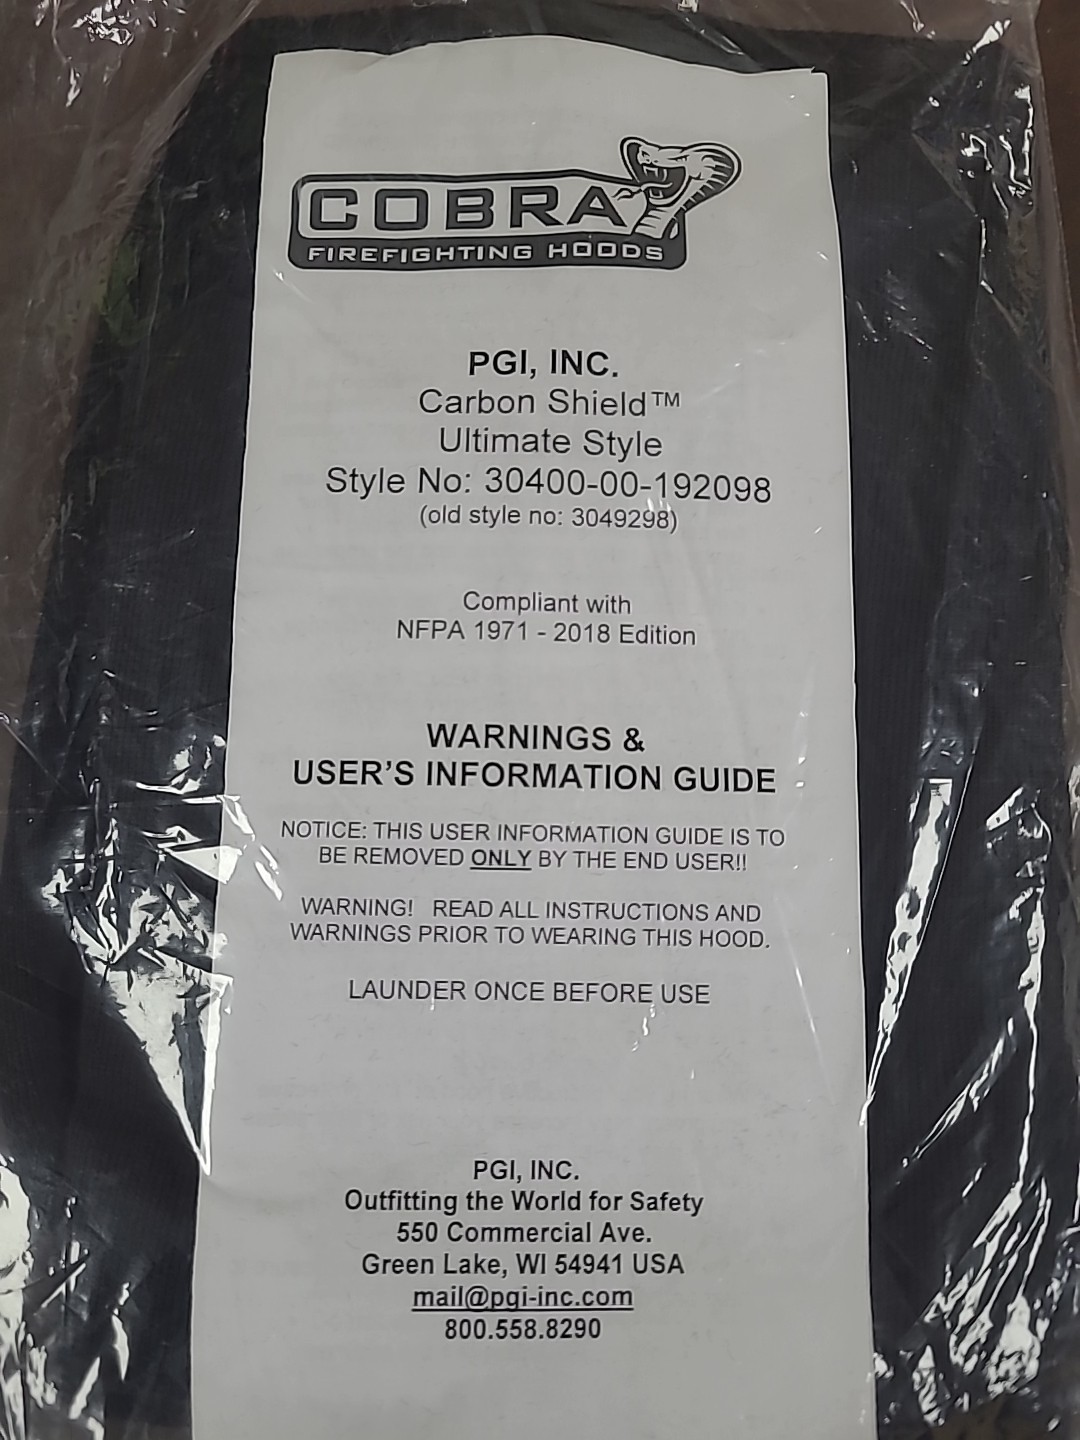 COBRA
FIREFIGHTING HOODS
PGI, INC.
Carbon Shield™
Ultimate Style
Style No: 30400-00-192098
(old style no: 3049298)
Compliant with
NFPA 1971 - 2018 Edition
WARNINGS &
USER'S INFORMATION GUIDE
NOTICE: THIS USER INFORMATION GUIDE IS TO
BE REMOVED ONLY BY THE END USER!!
WARNING! READ ALL INSTRUCTIONS AND
WARNINGS PRIOR TO WEARING THIS HOOD.
LAUNDER ONCE BEFORE USE
PGI, INC.
Outfitting the World for Safety
550 Commercial Ave.
Green Lake, WI 54941 USA
mail@pgi-inc.com
800.558.8290